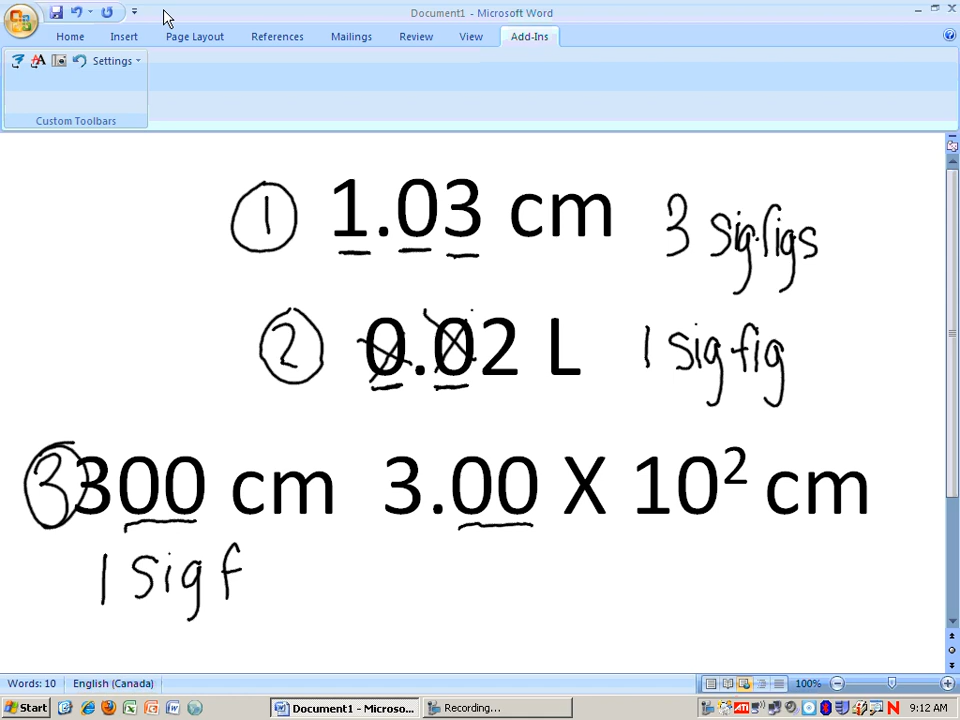 Document1 - Microsoft Word
Home Insert Page Layout References Mailings Review View Add-Ins
Settings
Custom Toolbars
1 1.03 cm 3 sig.figs
2 0.02 L 1 sig fig
3 300 cm 3.00 X 10² cm
1 sig f
Words: 10 English (Canada) 100%
Start Document1 - Microso... Recording... 9:12 AM